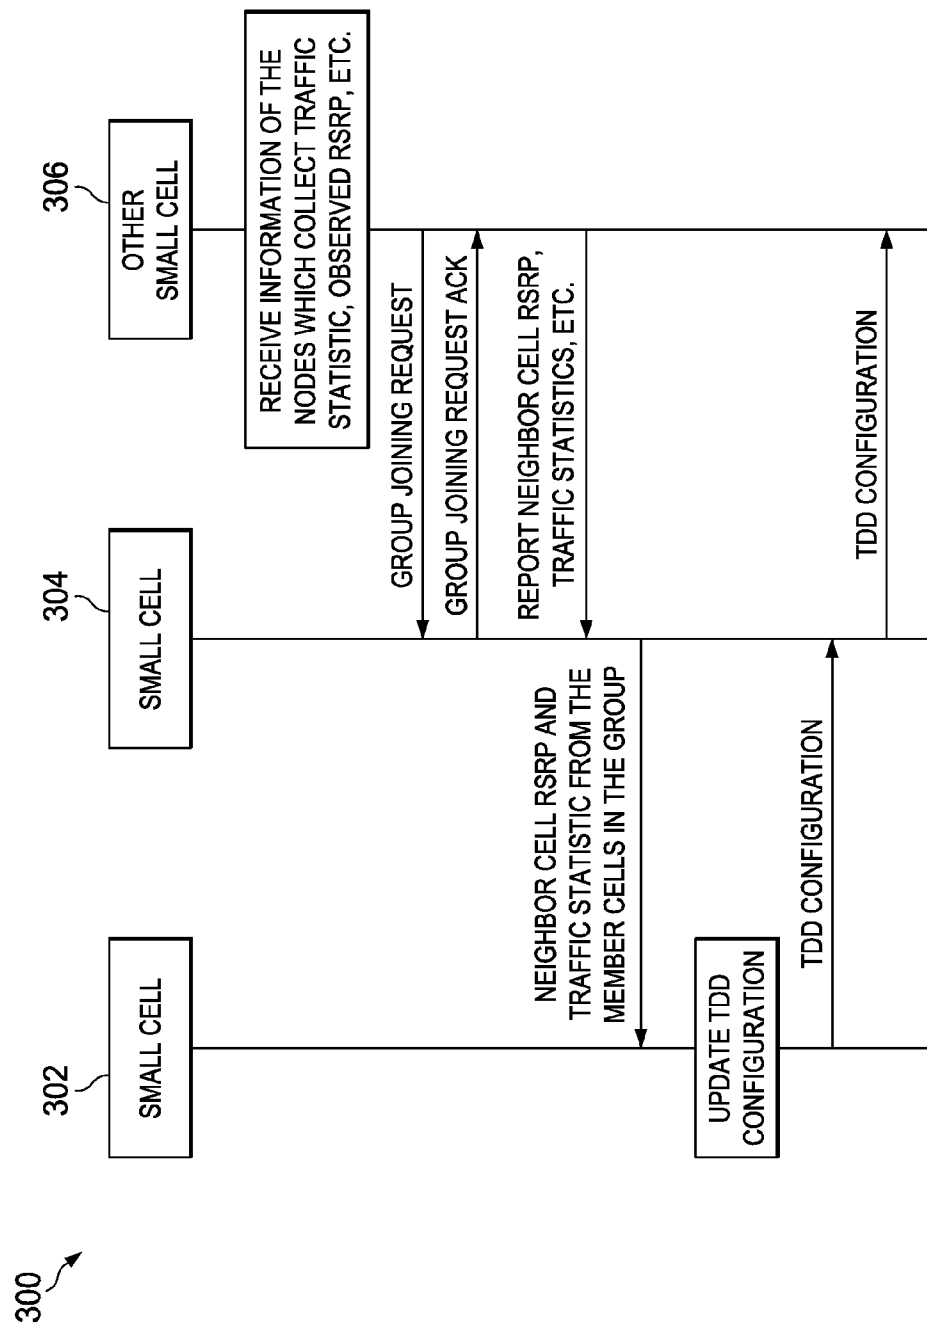 300
302
SMALL CELL
304
SMALL CELL
306
OTHER
SMALL CELL
RECEIVE INFORMATION OF THE
NODES WHICH COLLECT TRAFFIC
STATISTIC, OBSERVED RSRP, ETC.
GROUP JOINING REQUEST
GROUP JOINING REQUEST ACK
REPORT NEIGHBOR CELL RSRP,
TRAFFIC STATISTICS, ETC.
NEIGHBOR CELL RSRP AND
TRAFFIC STATISTIC FROM THE
MEMBER CELLS IN THE GROUP
UPDATE TDD
CONFIGURATION
TDD CONFIGURATION
TDD CONFIGURATION